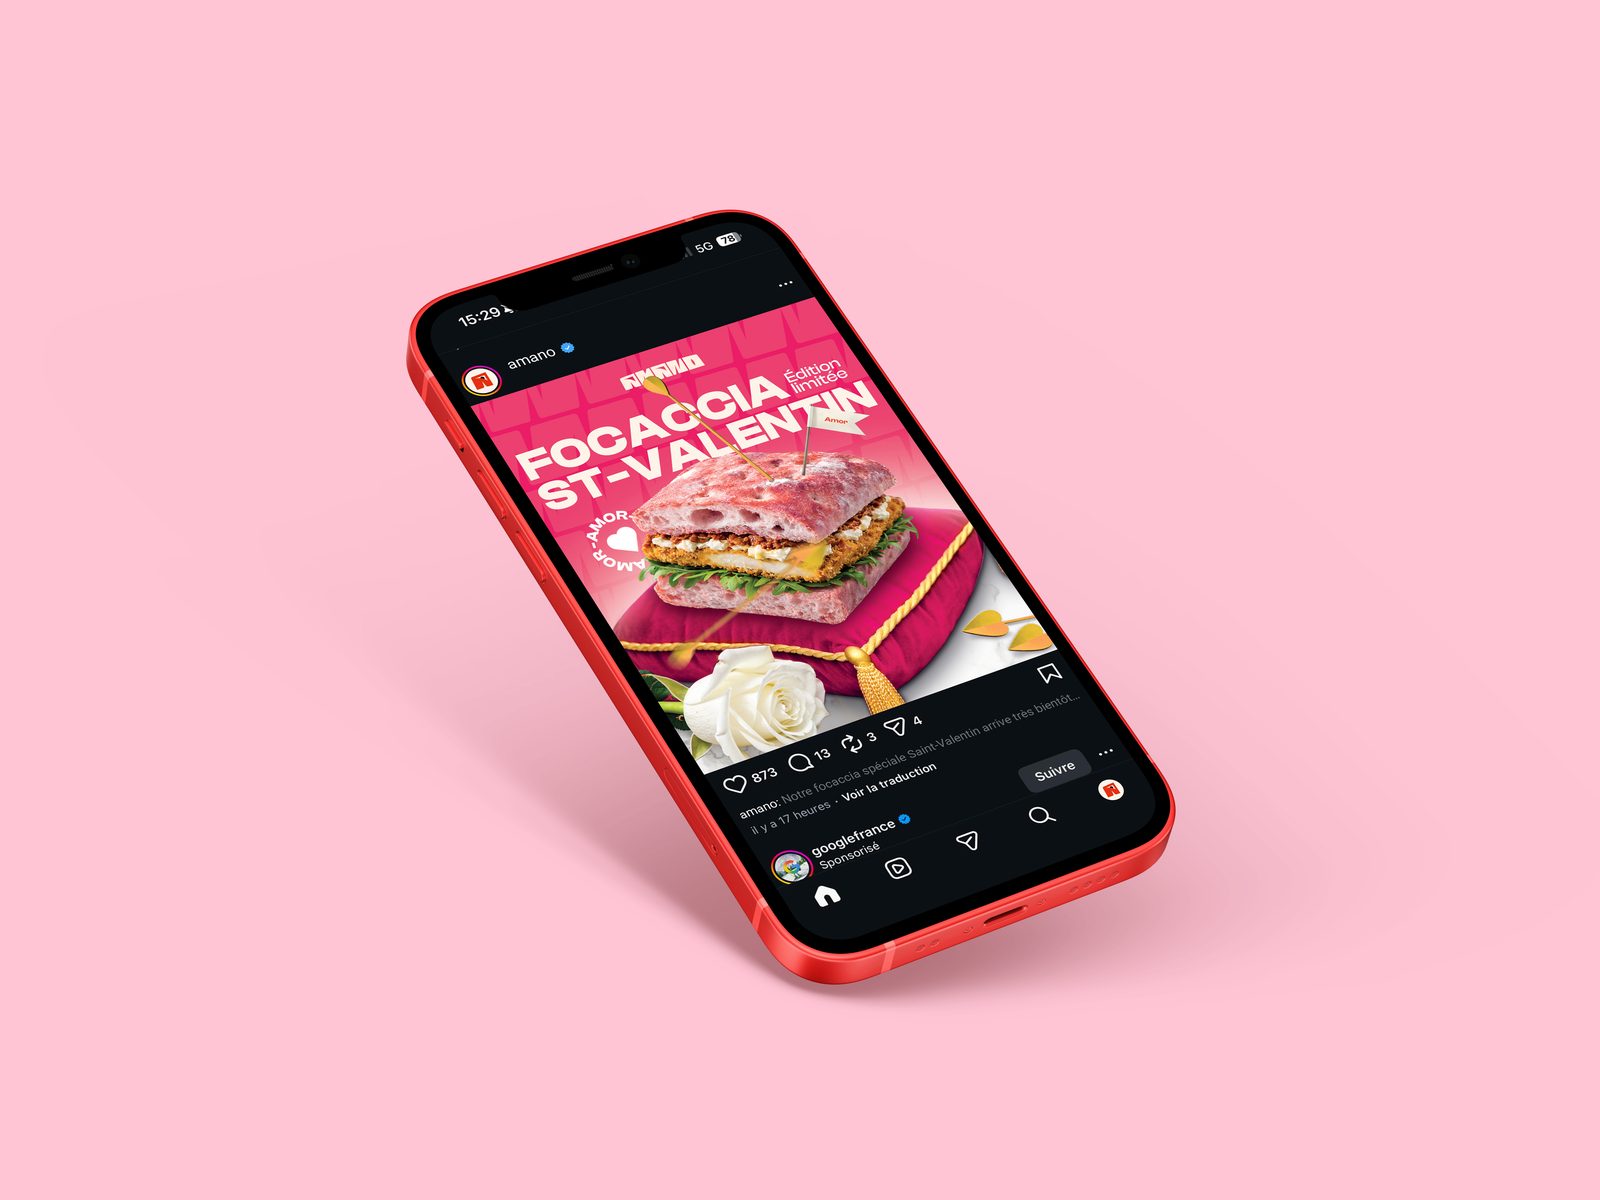 15:29
5G 78
amano
AMANO
FOCACCIA
Édition
limitée
ST-VALENTIN
Amor
AMOR-AMOR-AMOR
873 13 3 4
amano: Notre focaccia spéciale Saint-Valentin arrive très bientôt...
il y a 17 heures · Voir la traduction
googlefrance
Sponsorisé
Suivre